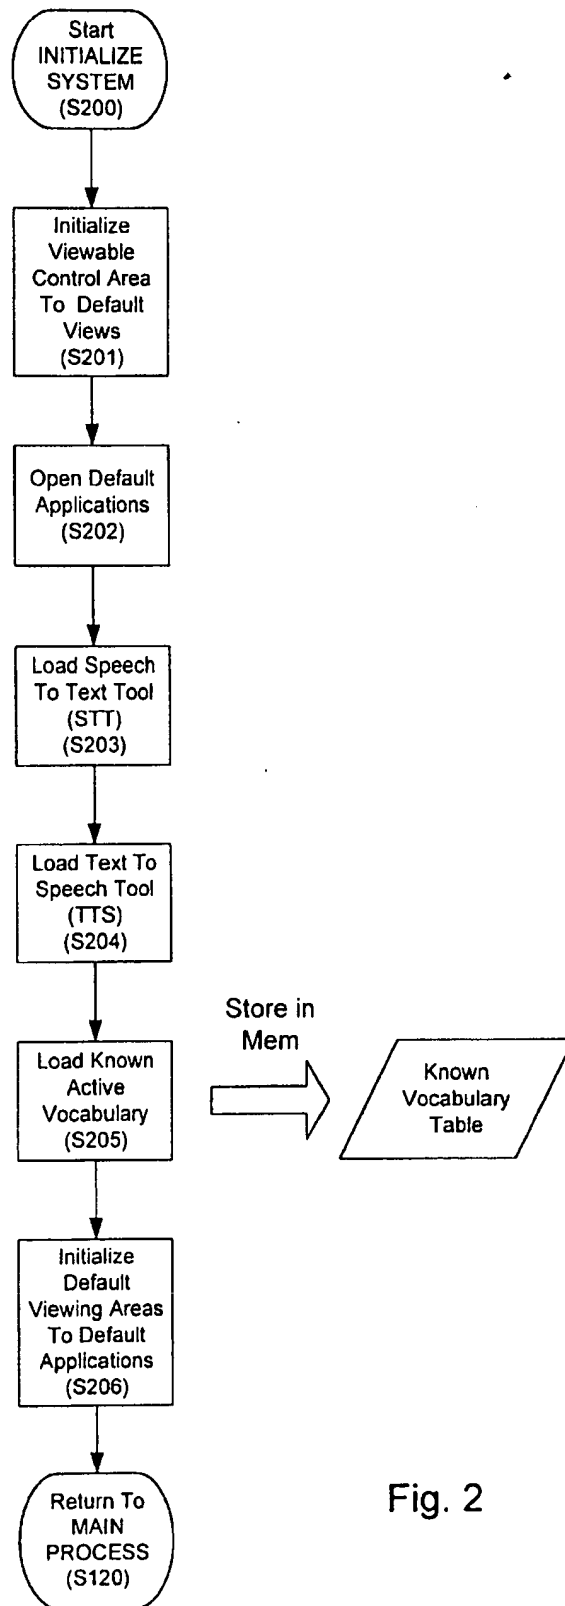 Start
INITIALIZE
SYSTEM
(S200)
Initialize
Viewable
Control Area
To Default
Views
(S201)
Open Default
Applications
(S202)
Load Speech
To Text Tool
(STT)
(S203)
Load Text To
Speech Tool
(TTS)
(S204)
Load Known
Active
Vocabulary
(S205)
Store in
Mem
Known
Vocabulary
Table
Initialize
Default
Viewing Areas
To Default
Applications
(S206)
Return To
MAIN
PROCESS
(S120)
Fig. 2